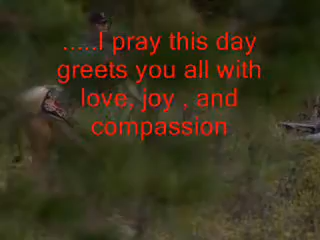 .....I pray this day
greets you all with
love, joy , and
compassion